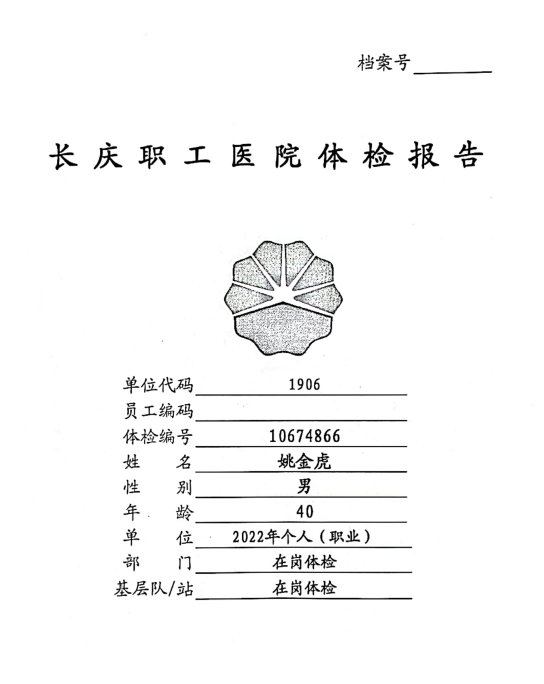 档案号
长庆职工医院体检报告
单位代码 1906
员工编码
体检编号 10674866
姓名 姚金虎
性别 男
年龄 40
单位 2022年个人（职业）
部门 在岗体检
基层队/站 在岗体检